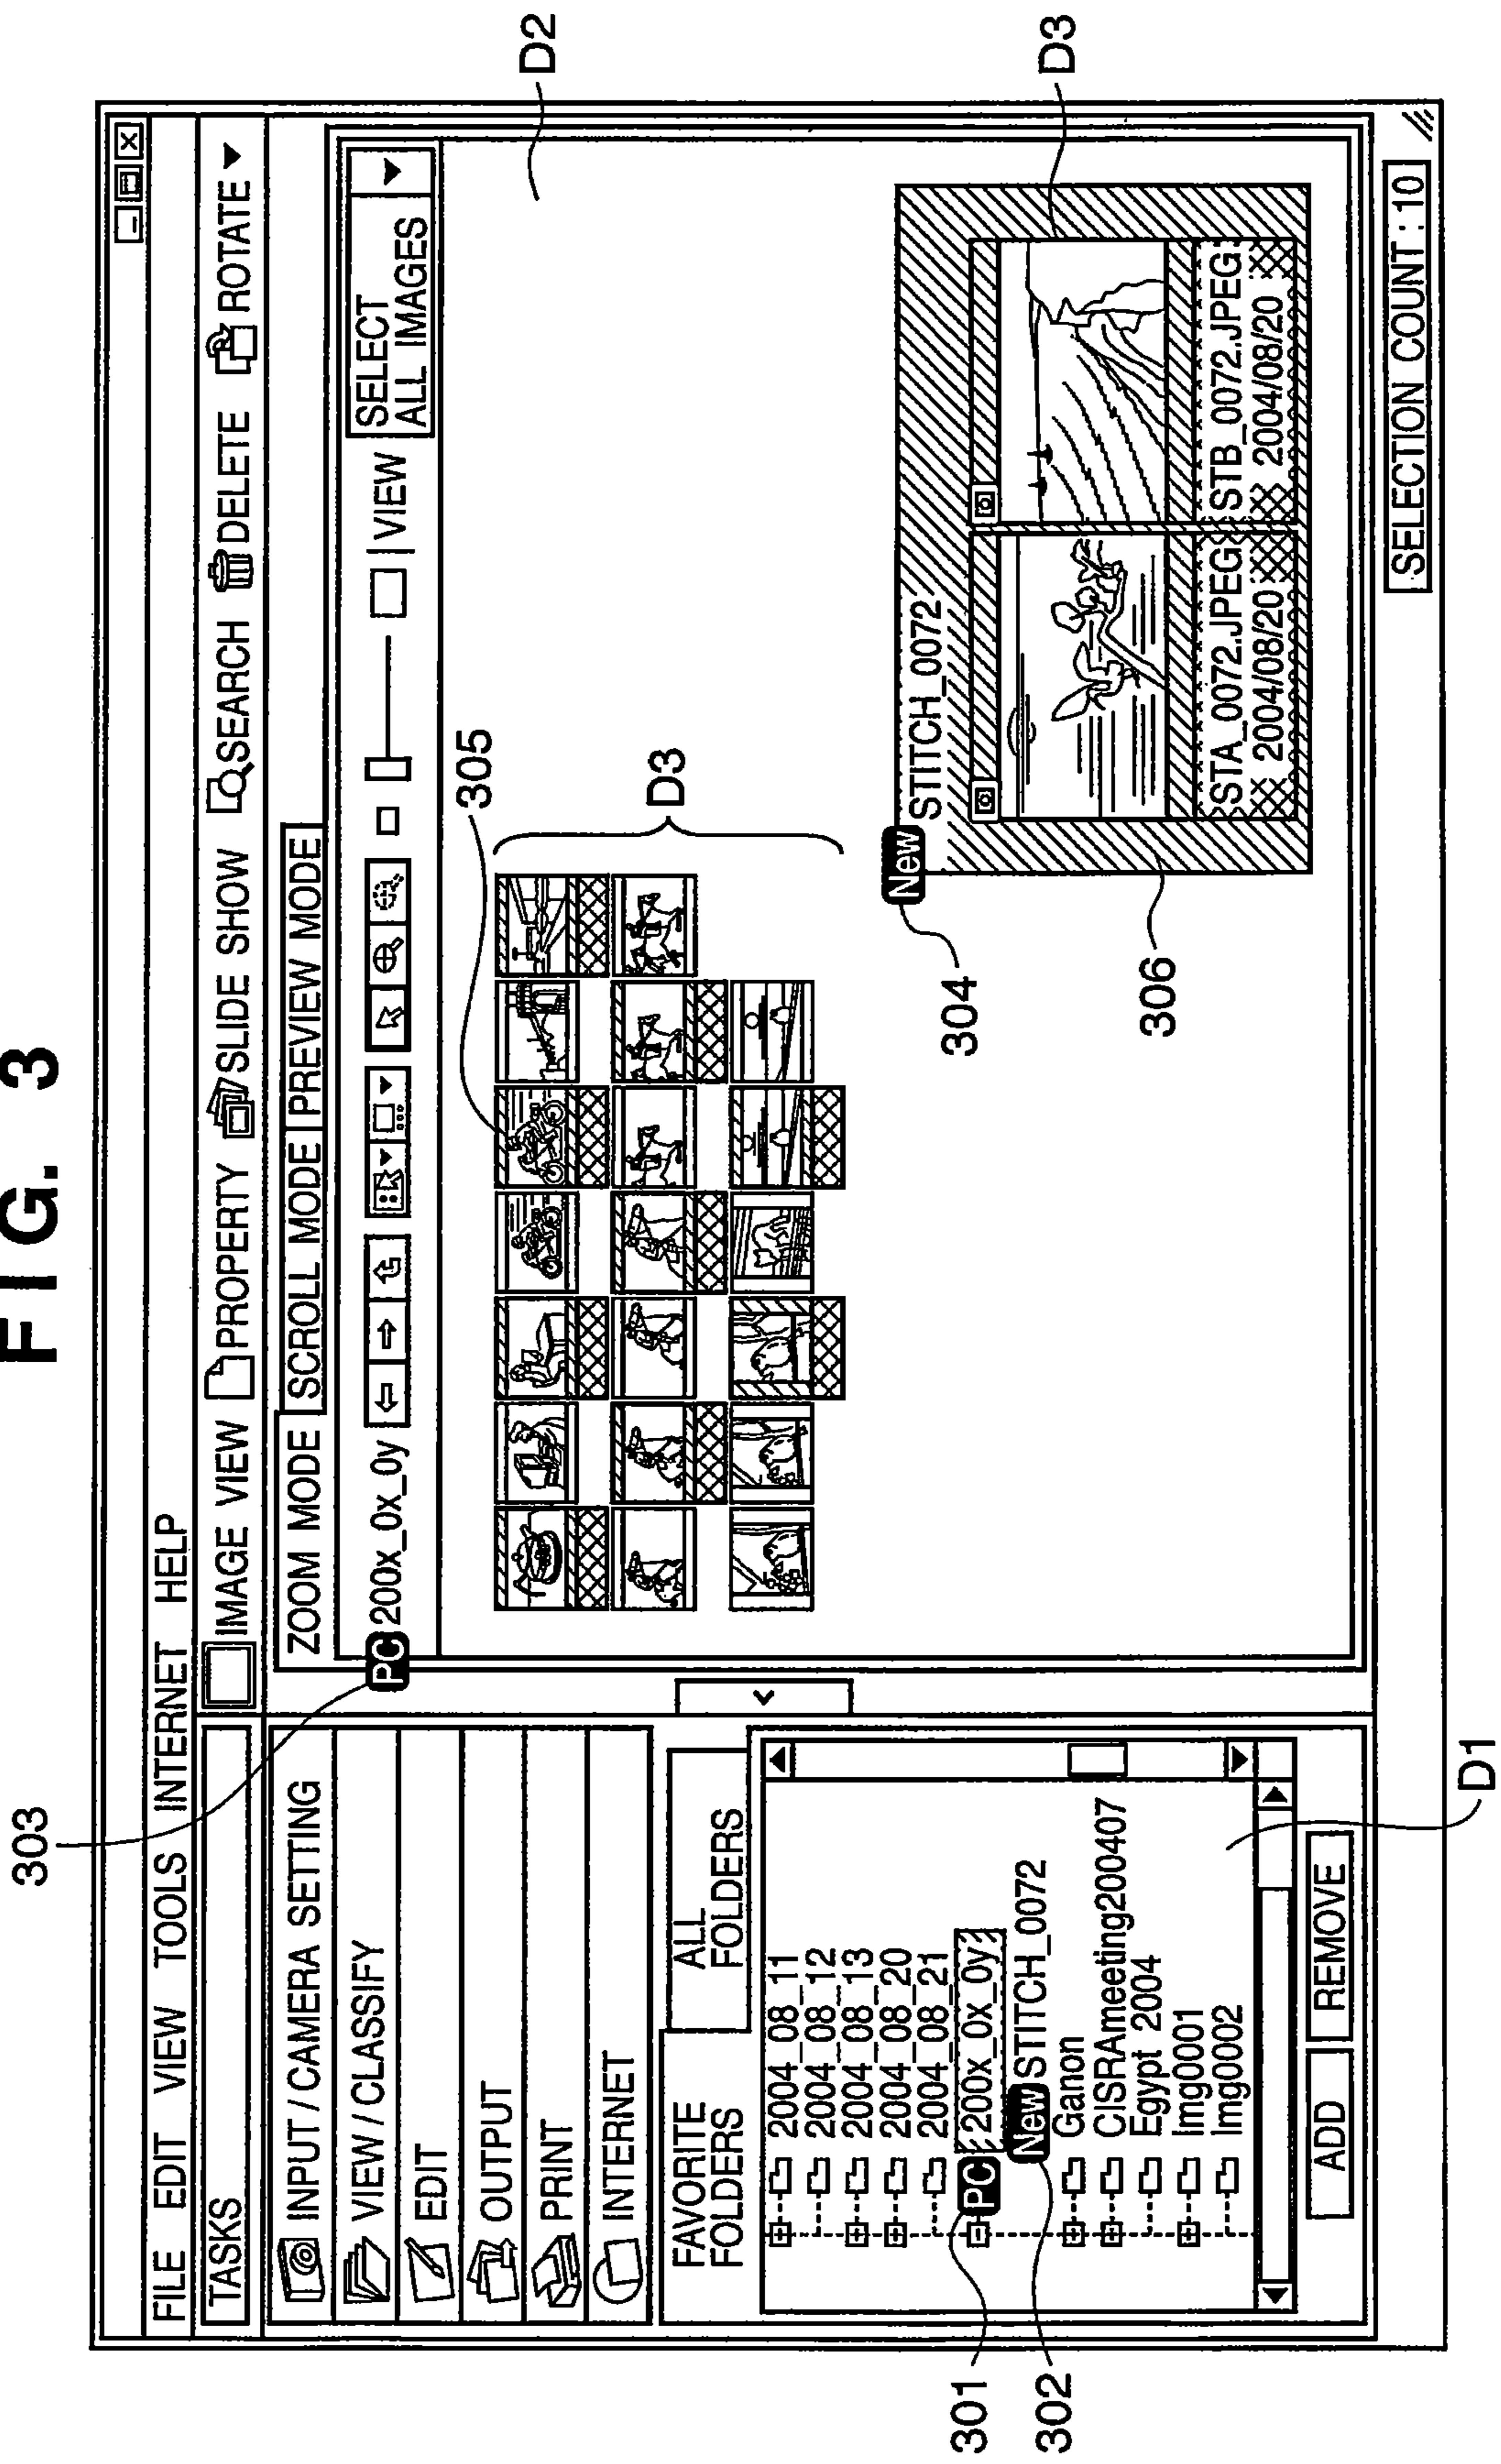 FIG. 3
303
FILE EDIT VIEW TOOLS INTERNET HELP
TASKS
IMAGE VIEW PROPERTY SLIDE SHOW SEARCH DELETE ROTATE
INPUT / CAMERA SETTING
VIEW / CLASSIFY
EDIT
OUTPUT
PRINT
INTERNET
FAVORITE FOLDERS
ALL FOLDERS
2004_08_11
2004_08_12
2004_08_13
2004_08_20
2004_08_21
PC 200x_0x_0y
New STITCH_0072
Ganon
CISRAmeeting200407
Egypt 2004
Img0001
Img0002
ADD REMOVE
301
302
D1
ZOOM MODE SCROLL MODE PREVIEW MODE
PC 200x_0x_0y
VIEW
SELECT
ALL IMAGES
305
D2
D3
New STITCH_0072
304
306
D3
STA_0072.JPEG STB_0072.JPEG
2004/08/20 2004/08/20
SELECTION COUNT : 10